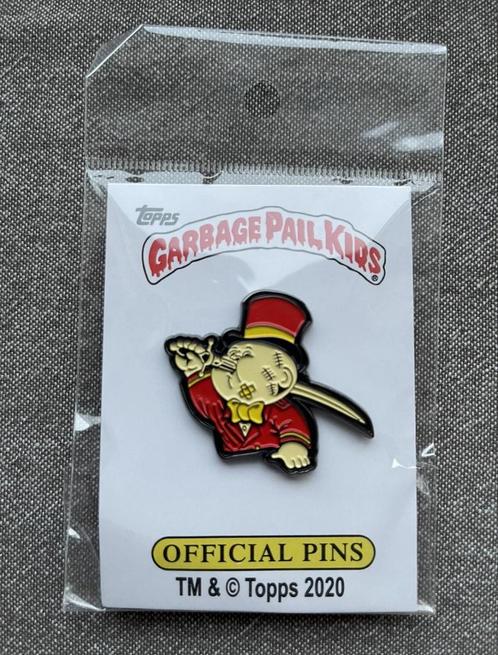 Topps
GARBAGE PAIL KIDS
OFFICIAL PINS
TM & © Topps 2020